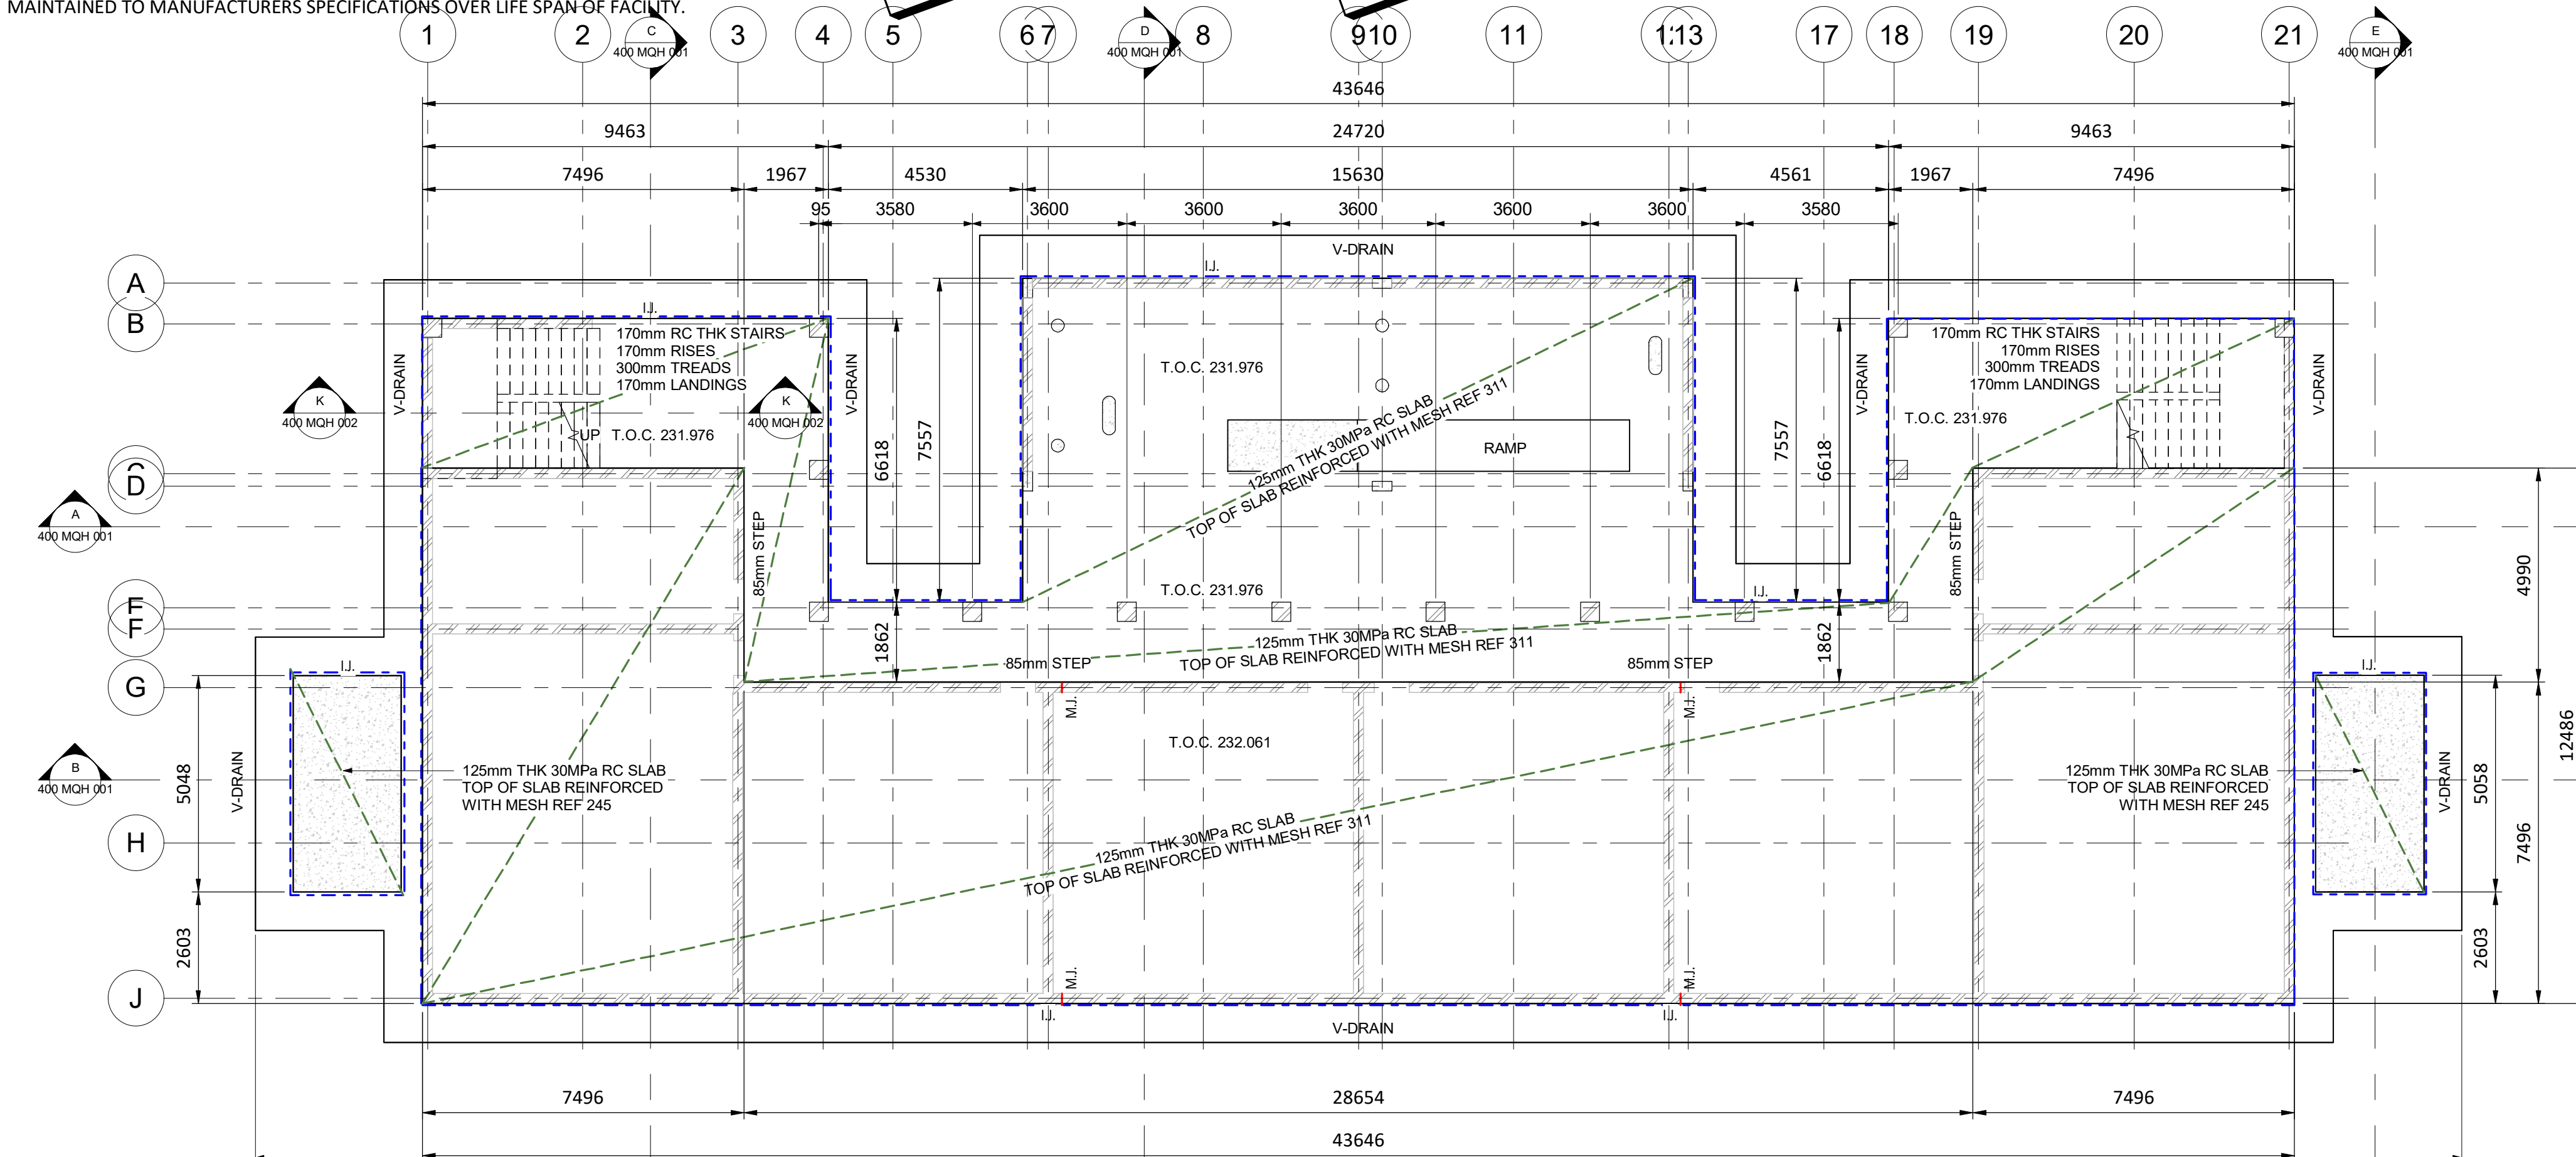 MAINTAINED TO MANUFACTURERS SPECIFICATIONS OVER LIFE SPAN OF FACILITY.
1
2
C
400 MQH 001
3
4
5
6
7
D
400 MQH 001
8
9
10
11
13
17
18
19
20
21
E
400 MQH 001
43646
9463
24720
9463
7496
1967
4530
15630
4561
1967
7496
95
3580
3600
3600
3600
3600
3600
3580
V-DRAIN
I.J.
A
B
I.J.
170mm RC THK STAIRS
170mm RISES
300mm TREADS
170mm LANDINGS
V-DRAIN
V-DRAIN
K
400 MQH 002
K
400 MQH 002
UP
T.O.C. 231.976
6618
7557
T.O.C. 231.976
125mm THK 30MPa RC SLAB
TOP OF SLAB REINFORCED WITH MESH REF 311
RAMP
7557
6618
V-DRAIN
170mm RC THK STAIRS
170mm RISES
300mm TREADS
170mm LANDINGS
T.O.C. 231.976
V-DRAIN
D
A
400 MQH 001
85mm STEP
85mm STEP
4990
T.O.C. 231.976
I.J.
F
F
1862
125mm THK 30MPa RC SLAB
TOP OF SLAB REINFORCED WITH MESH REF 311
85mm STEP
85mm STEP
1862
G
I.J.
I.J.
M.J.
M.J.
T.O.C. 232.061
12486
B
400 MQH 001
5048
V-DRAIN
125mm THK 30MPa RC SLAB
TOP OF SLAB REINFORCED
WITH MESH REF 245
125mm THK 30MPa RC SLAB
TOP OF SLAB REINFORCED
WITH MESH REF 245
V-DRAIN
5058
7496
H
125mm THK 30MPa RC SLAB
TOP OF SLAB REINFORCED WITH MESH REF 311
2603
2603
J
M.J.
M.J.
I.J.
I.J.
V-DRAIN
7496
28654
7496
43646